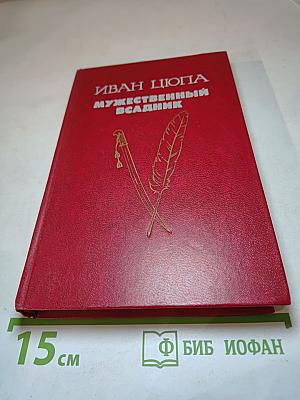 ИВАН ЦЮПА
МУЖЕСТВЕННЫЙ
ВСАДНИК
15 см
Ф БИБ ИОФАН